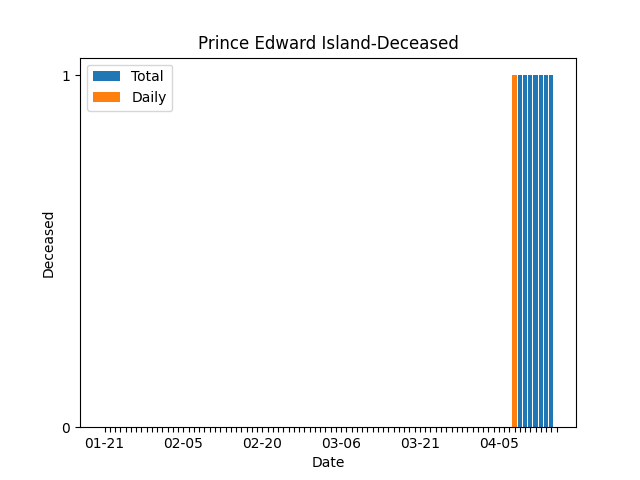 Prince Edward Island-Deceased
1
Total
Daily
Deceased
0
01-21 02-05 02-20 03-06 03-21 04-05
Date